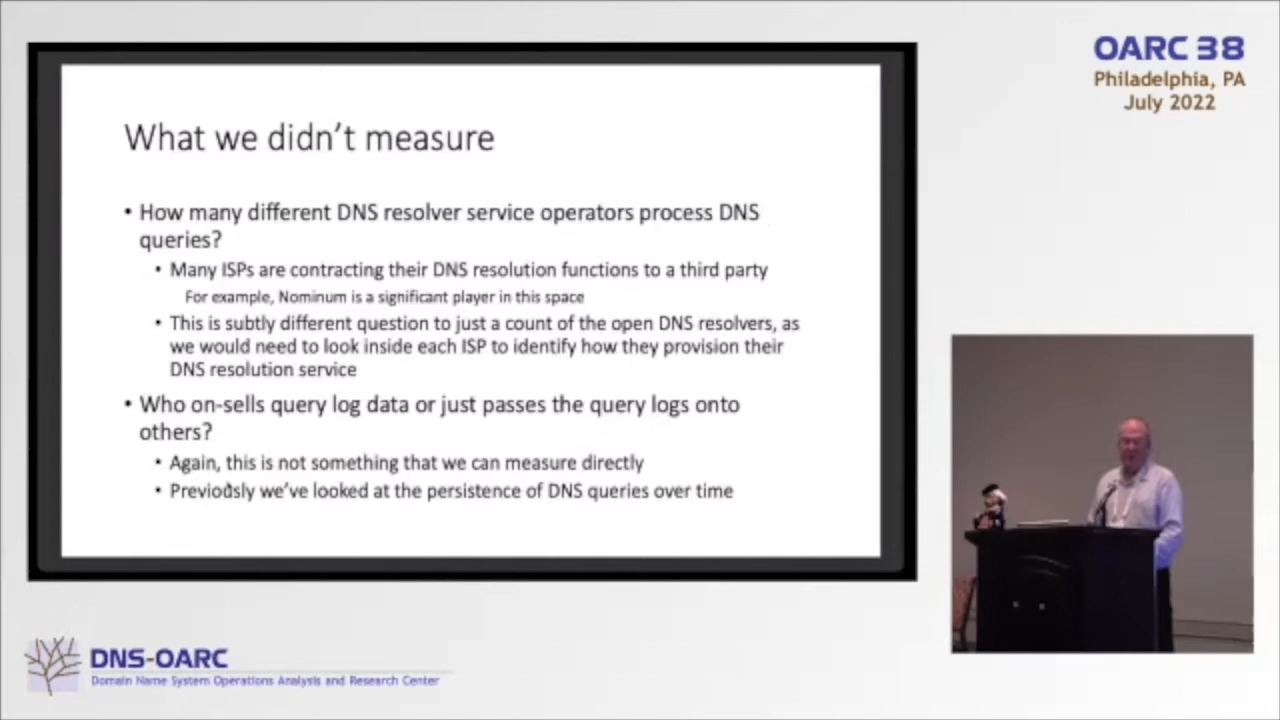 OARC 38
Philadelphia, PA
July 2022
What we didn't measure
• How many different DNS resolver service operators process DNS
queries?
• Many ISPs are contracting their DNS resolution functions to a third party
For example, Nominum is a significant player in this space
• This is subtly different question to just a count of the open DNS resolvers, as
we would need to look inside each ISP to identify how they provision their
DNS resolution service
• Who on-sells query log data or just passes the query logs onto
others?
• Again, this is not something that we can measure directly
• Previously we've looked at the persistence of DNS queries over time
DNS-OARC
Domain Name System Operations Analysis and Research Center